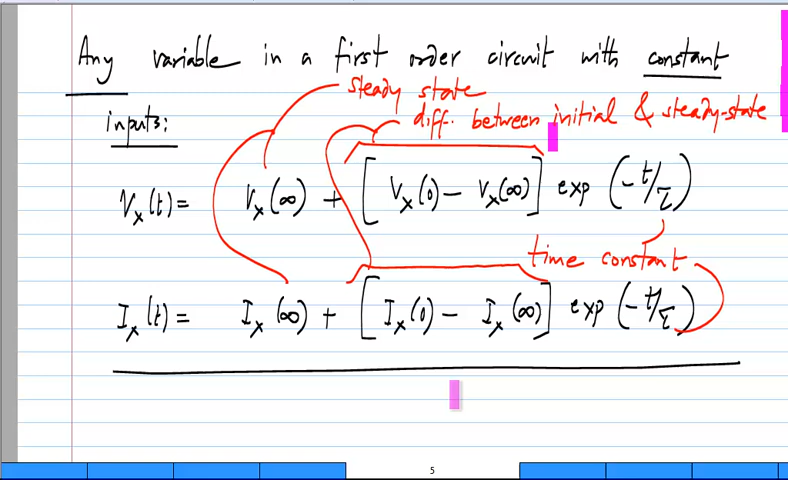 Any variable in a first order circuit with constant
steady state
inputs:
diff. between initial & steady-state
Vx(t) = Vx(∞) + [Vx(0) - Vx(∞)] exp (-t/τ)
time constant
Ix(t) = Ix(∞) + [Ix(0) - Ix(∞)] exp (-t/τ)
5